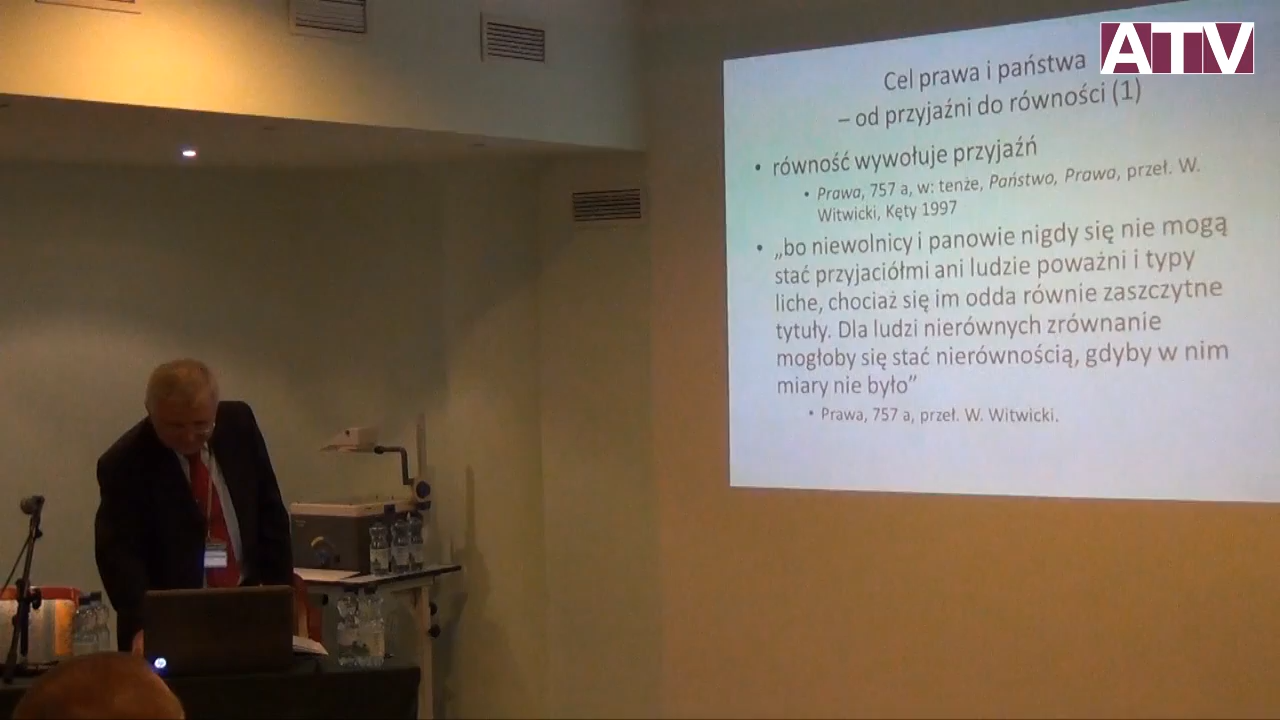 ATV
Cel prawa i państwa
– od przyjaźni do równości (1)
• równość wywołuje przyjaźń
• Prawa, 757 a, w: tenże, Państwo, Prawa, przeł. W.
Witwicki, Kęty 1997
• „bo niewolnicy i panowie nigdy się nie mogą
stać przyjaciółmi ani ludzie poważni i typy
liche, chociaż się im odda równie zaszczytne
tytuły. Dla ludzi nierównych zrównanie
mogłoby się stać nierównością, gdyby w nim
miary nie było”
• Prawa, 757 a, przeł. W. Witwicki.